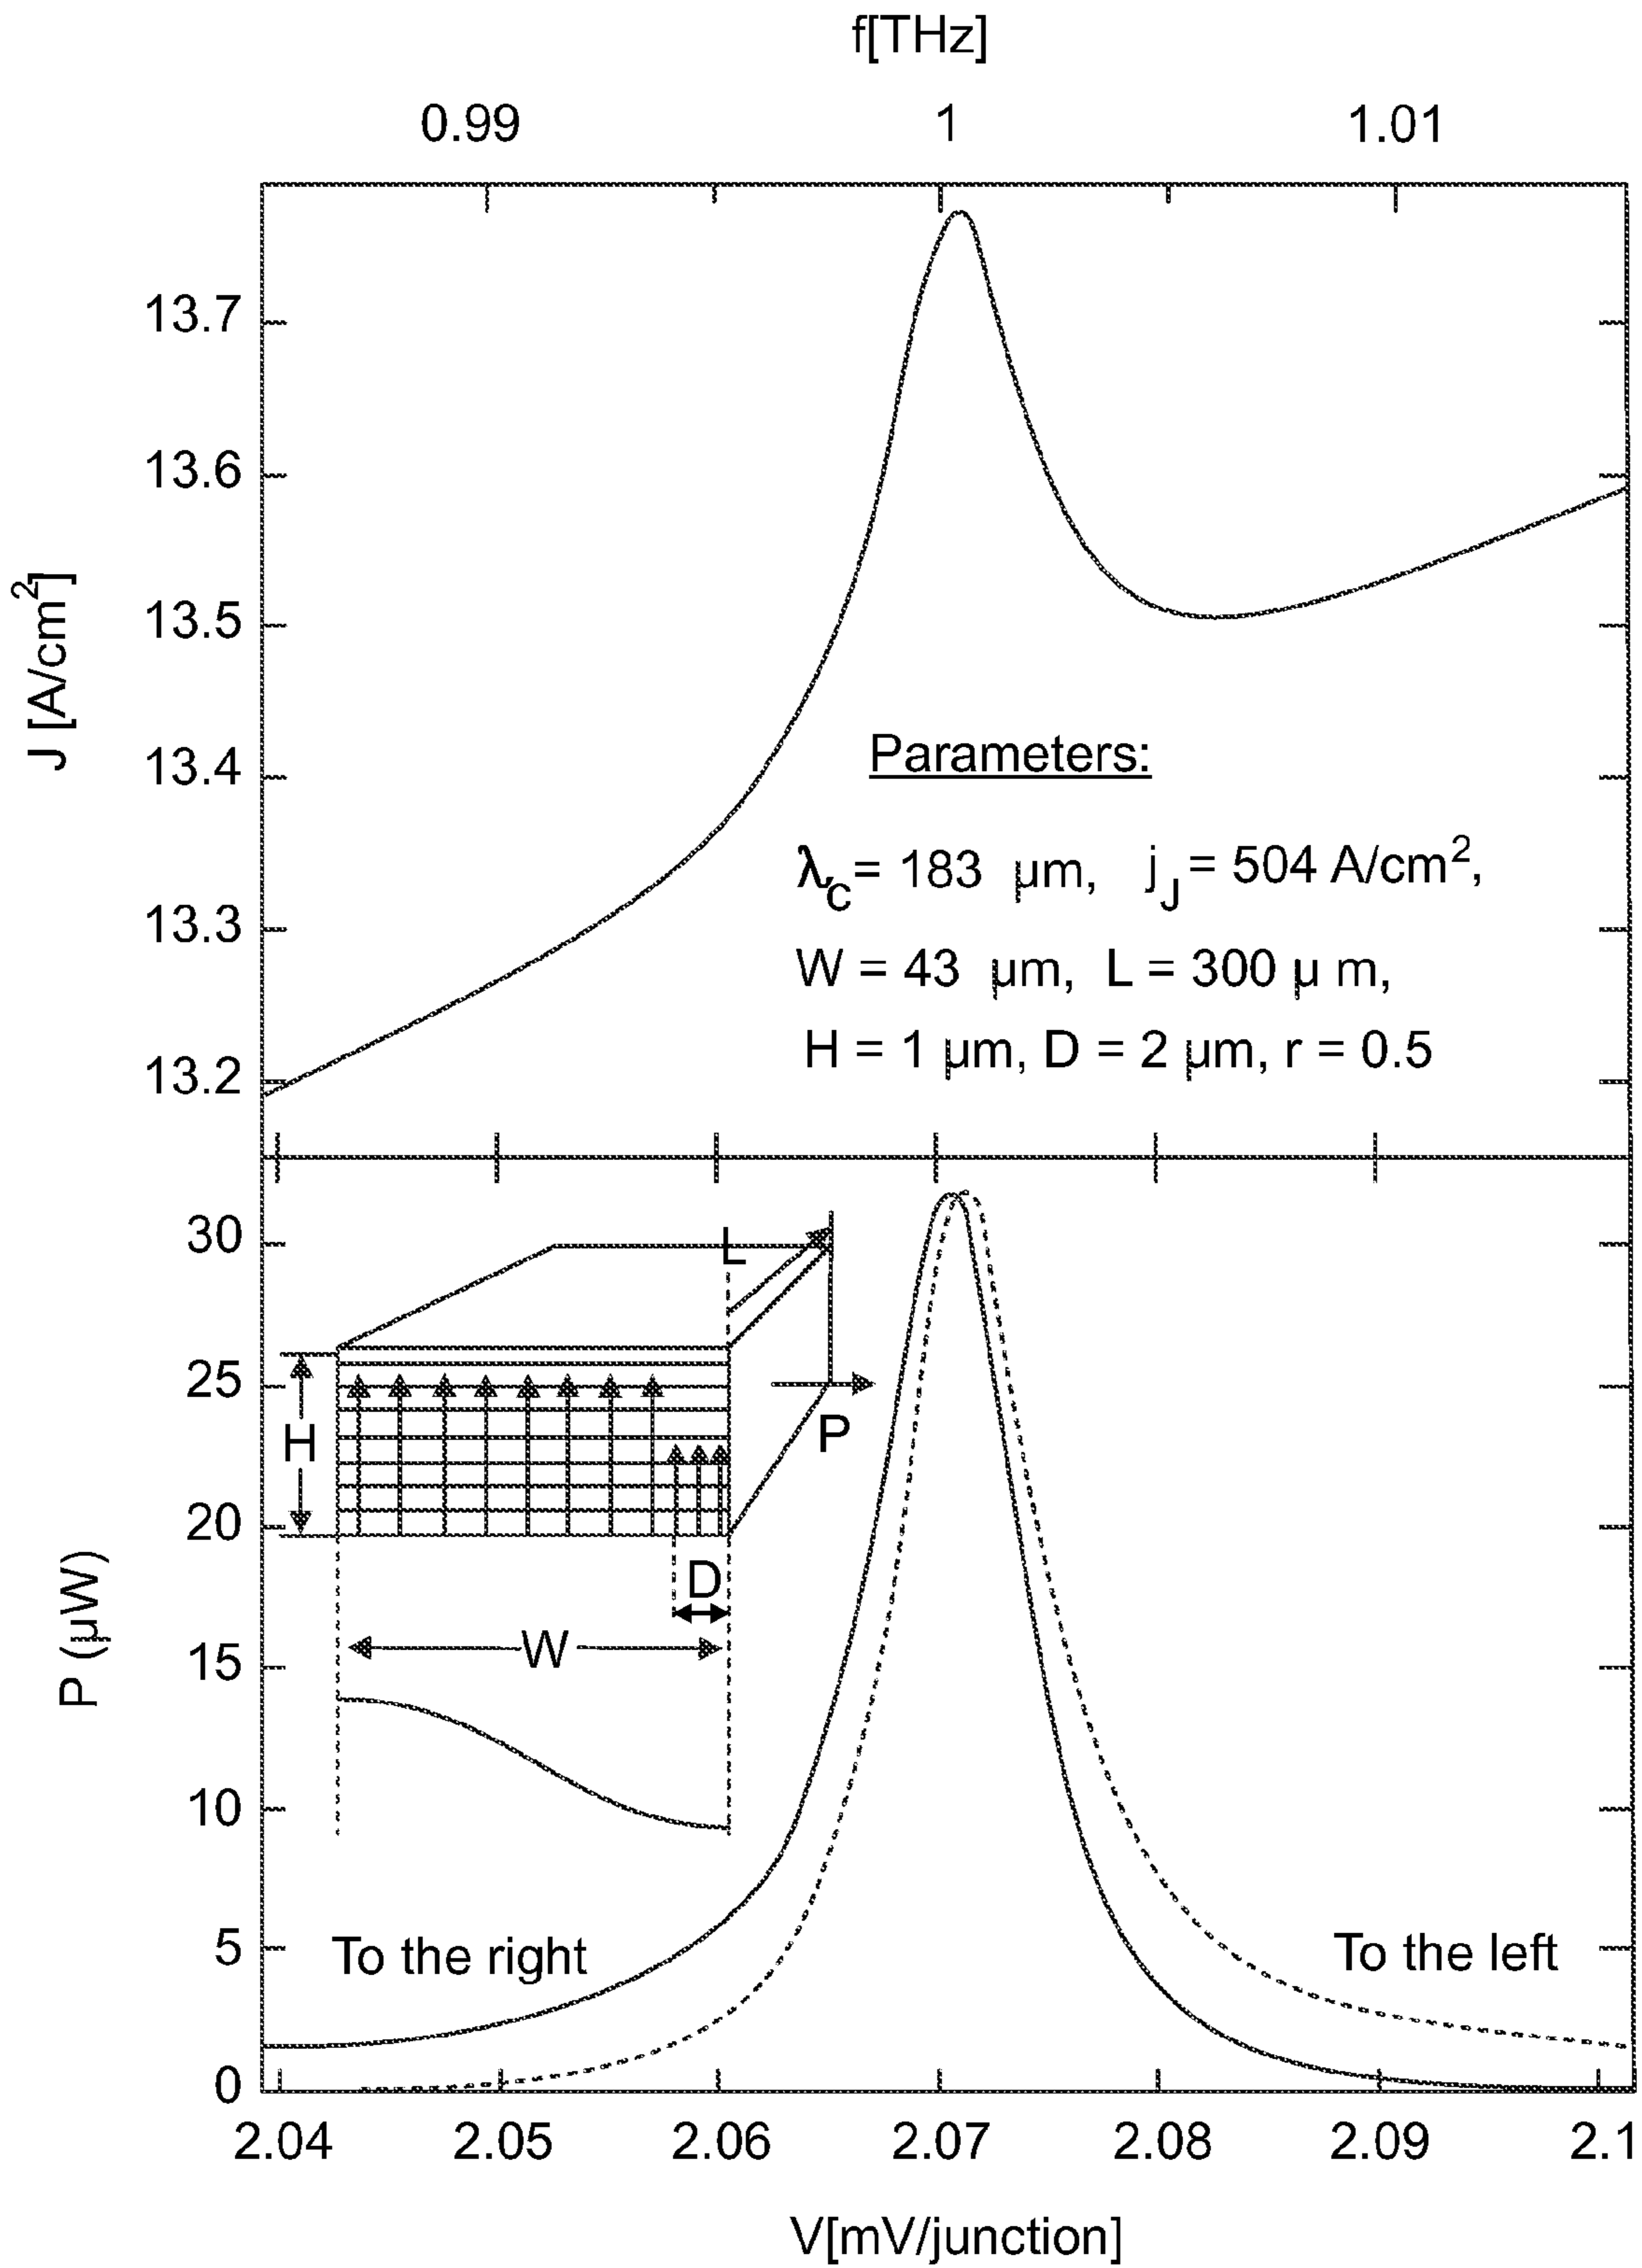 f[THz]
0.99 1 1.01
13.7
13.6
13.5
13.4
13.3
13.2
J [A/cm²]
Parameters:
λc= 183 μm, jJ = 504 A/cm²,
W = 43 μm, L = 300 μ m,
H = 1 μm, D = 2 μm, r = 0.5
30
25
20
15
10
5
0
P (μW)
L
H
P
D
W
To the right
To the left
2.04 2.05 2.06 2.07 2.08 2.09 2.1
V[mV/junction]